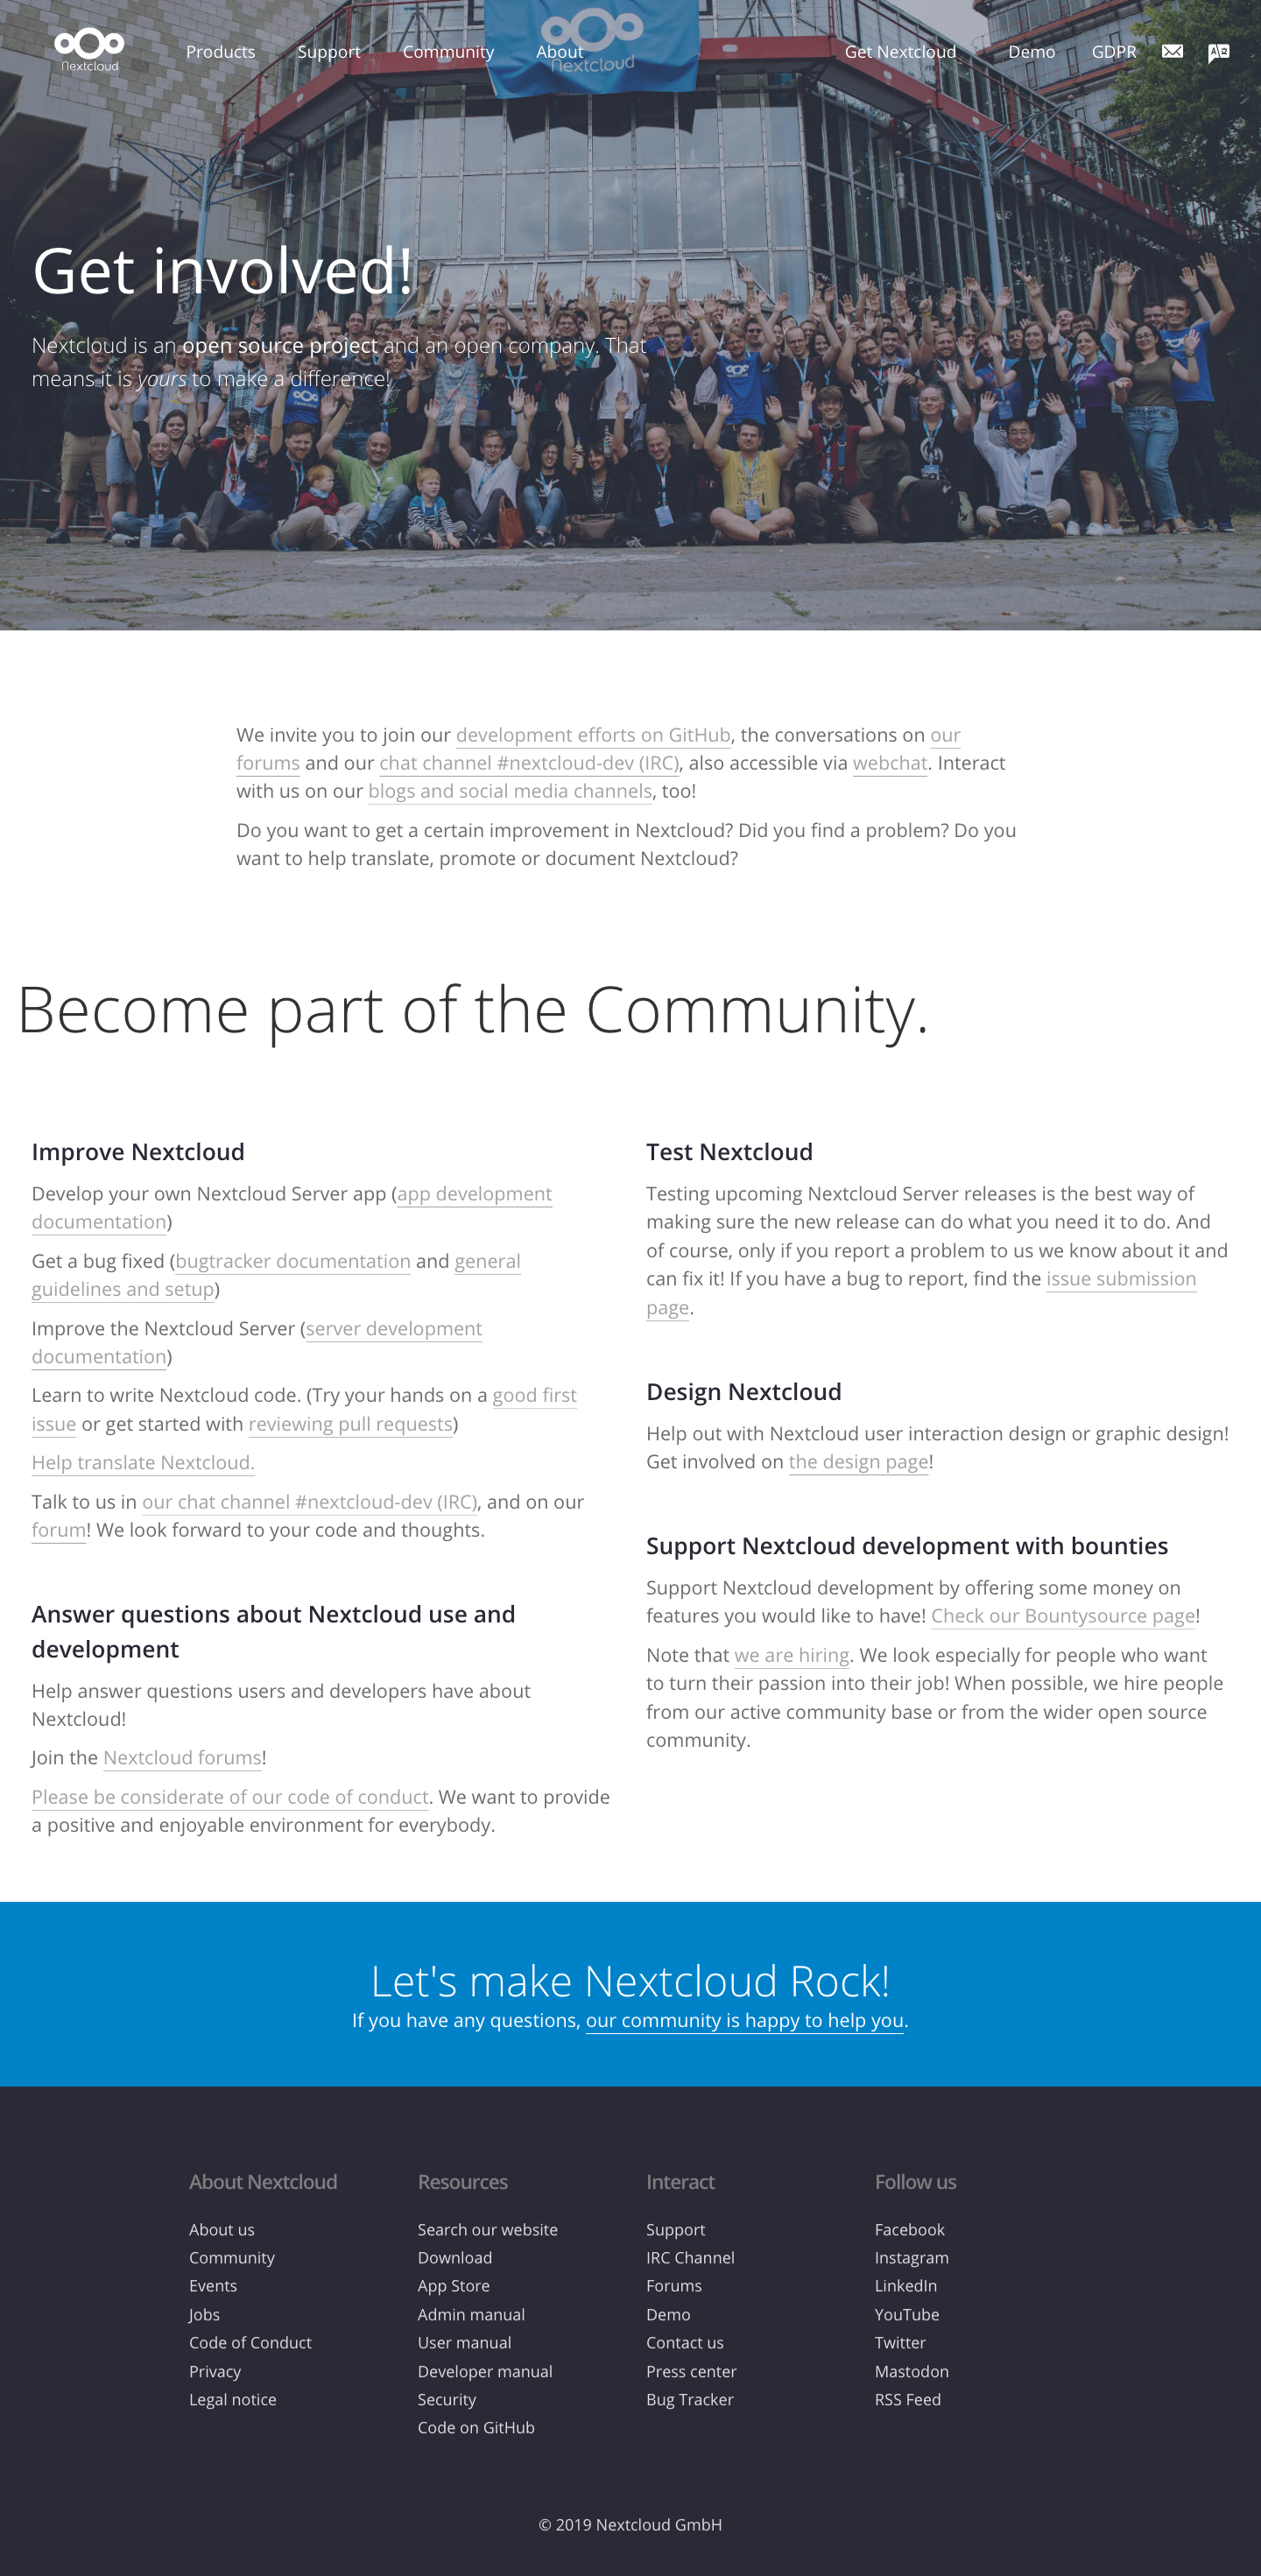 Nextcloud
Products
Support
Community
About
Nextcloud
Get Nextcloud
Demo
GDPR
Get involved!
Nextcloud is an open source project and an open company. That
means it is yours to make a difference!
We invite you to join our development efforts on GitHub, the conversations on our
forums and our chat channel #nextcloud-dev (IRC), also accessible via webchat. Interact
with us on our blogs and social media channels, too!
Do you want to get a certain improvement in Nextcloud? Did you find a problem? Do you
want to help translate, promote or document Nextcloud?
Become part of the Community.
Improve Nextcloud
Develop your own Nextcloud Server app (app development
documentation)
Get a bug fixed (bugtracker documentation and general
guidelines and setup)
Improve the Nextcloud Server (server development
documentation)
Learn to write Nextcloud code. (Try your hands on a good first
issue or get started with reviewing pull requests)
Help translate Nextcloud.
Talk to us in our chat channel #nextcloud-dev (IRC), and on our
forum! We look forward to your code and thoughts.
Answer questions about Nextcloud use and
development
Help answer questions users and developers have about
Nextcloud!
Join the Nextcloud forums!
Please be considerate of our code of conduct. We want to provide
a positive and enjoyable environment for everybody.
Test Nextcloud
Testing upcoming Nextcloud Server releases is the best way of
making sure the new release can do what you need it to do. And
of course, only if you report a problem to us we know about it and
can fix it! If you have a bug to report, find the issue submission
page.
Design Nextcloud
Help out with Nextcloud user interaction design or graphic design!
Get involved on the design page!
Support Nextcloud development with bounties
Support Nextcloud development by offering some money on
features you would like to have! Check our Bountysource page!
Note that we are hiring. We look especially for people who want
to turn their passion into their job! When possible, we hire people
from our active community base or from the wider open source
community.
Let's make Nextcloud Rock!
If you have any questions, our community is happy to help you.
About Nextcloud
About us
Community
Events
Jobs
Code of Conduct
Privacy
Legal notice
Resources
Search our website
Download
App Store
Admin manual
User manual
Developer manual
Security
Code on GitHub
Interact
Support
IRC Channel
Forums
Demo
Contact us
Press center
Bug Tracker
Follow us
Facebook
Instagram
LinkedIn
YouTube
Twitter
Mastodon
RSS Feed
© 2019 Nextcloud GmbH